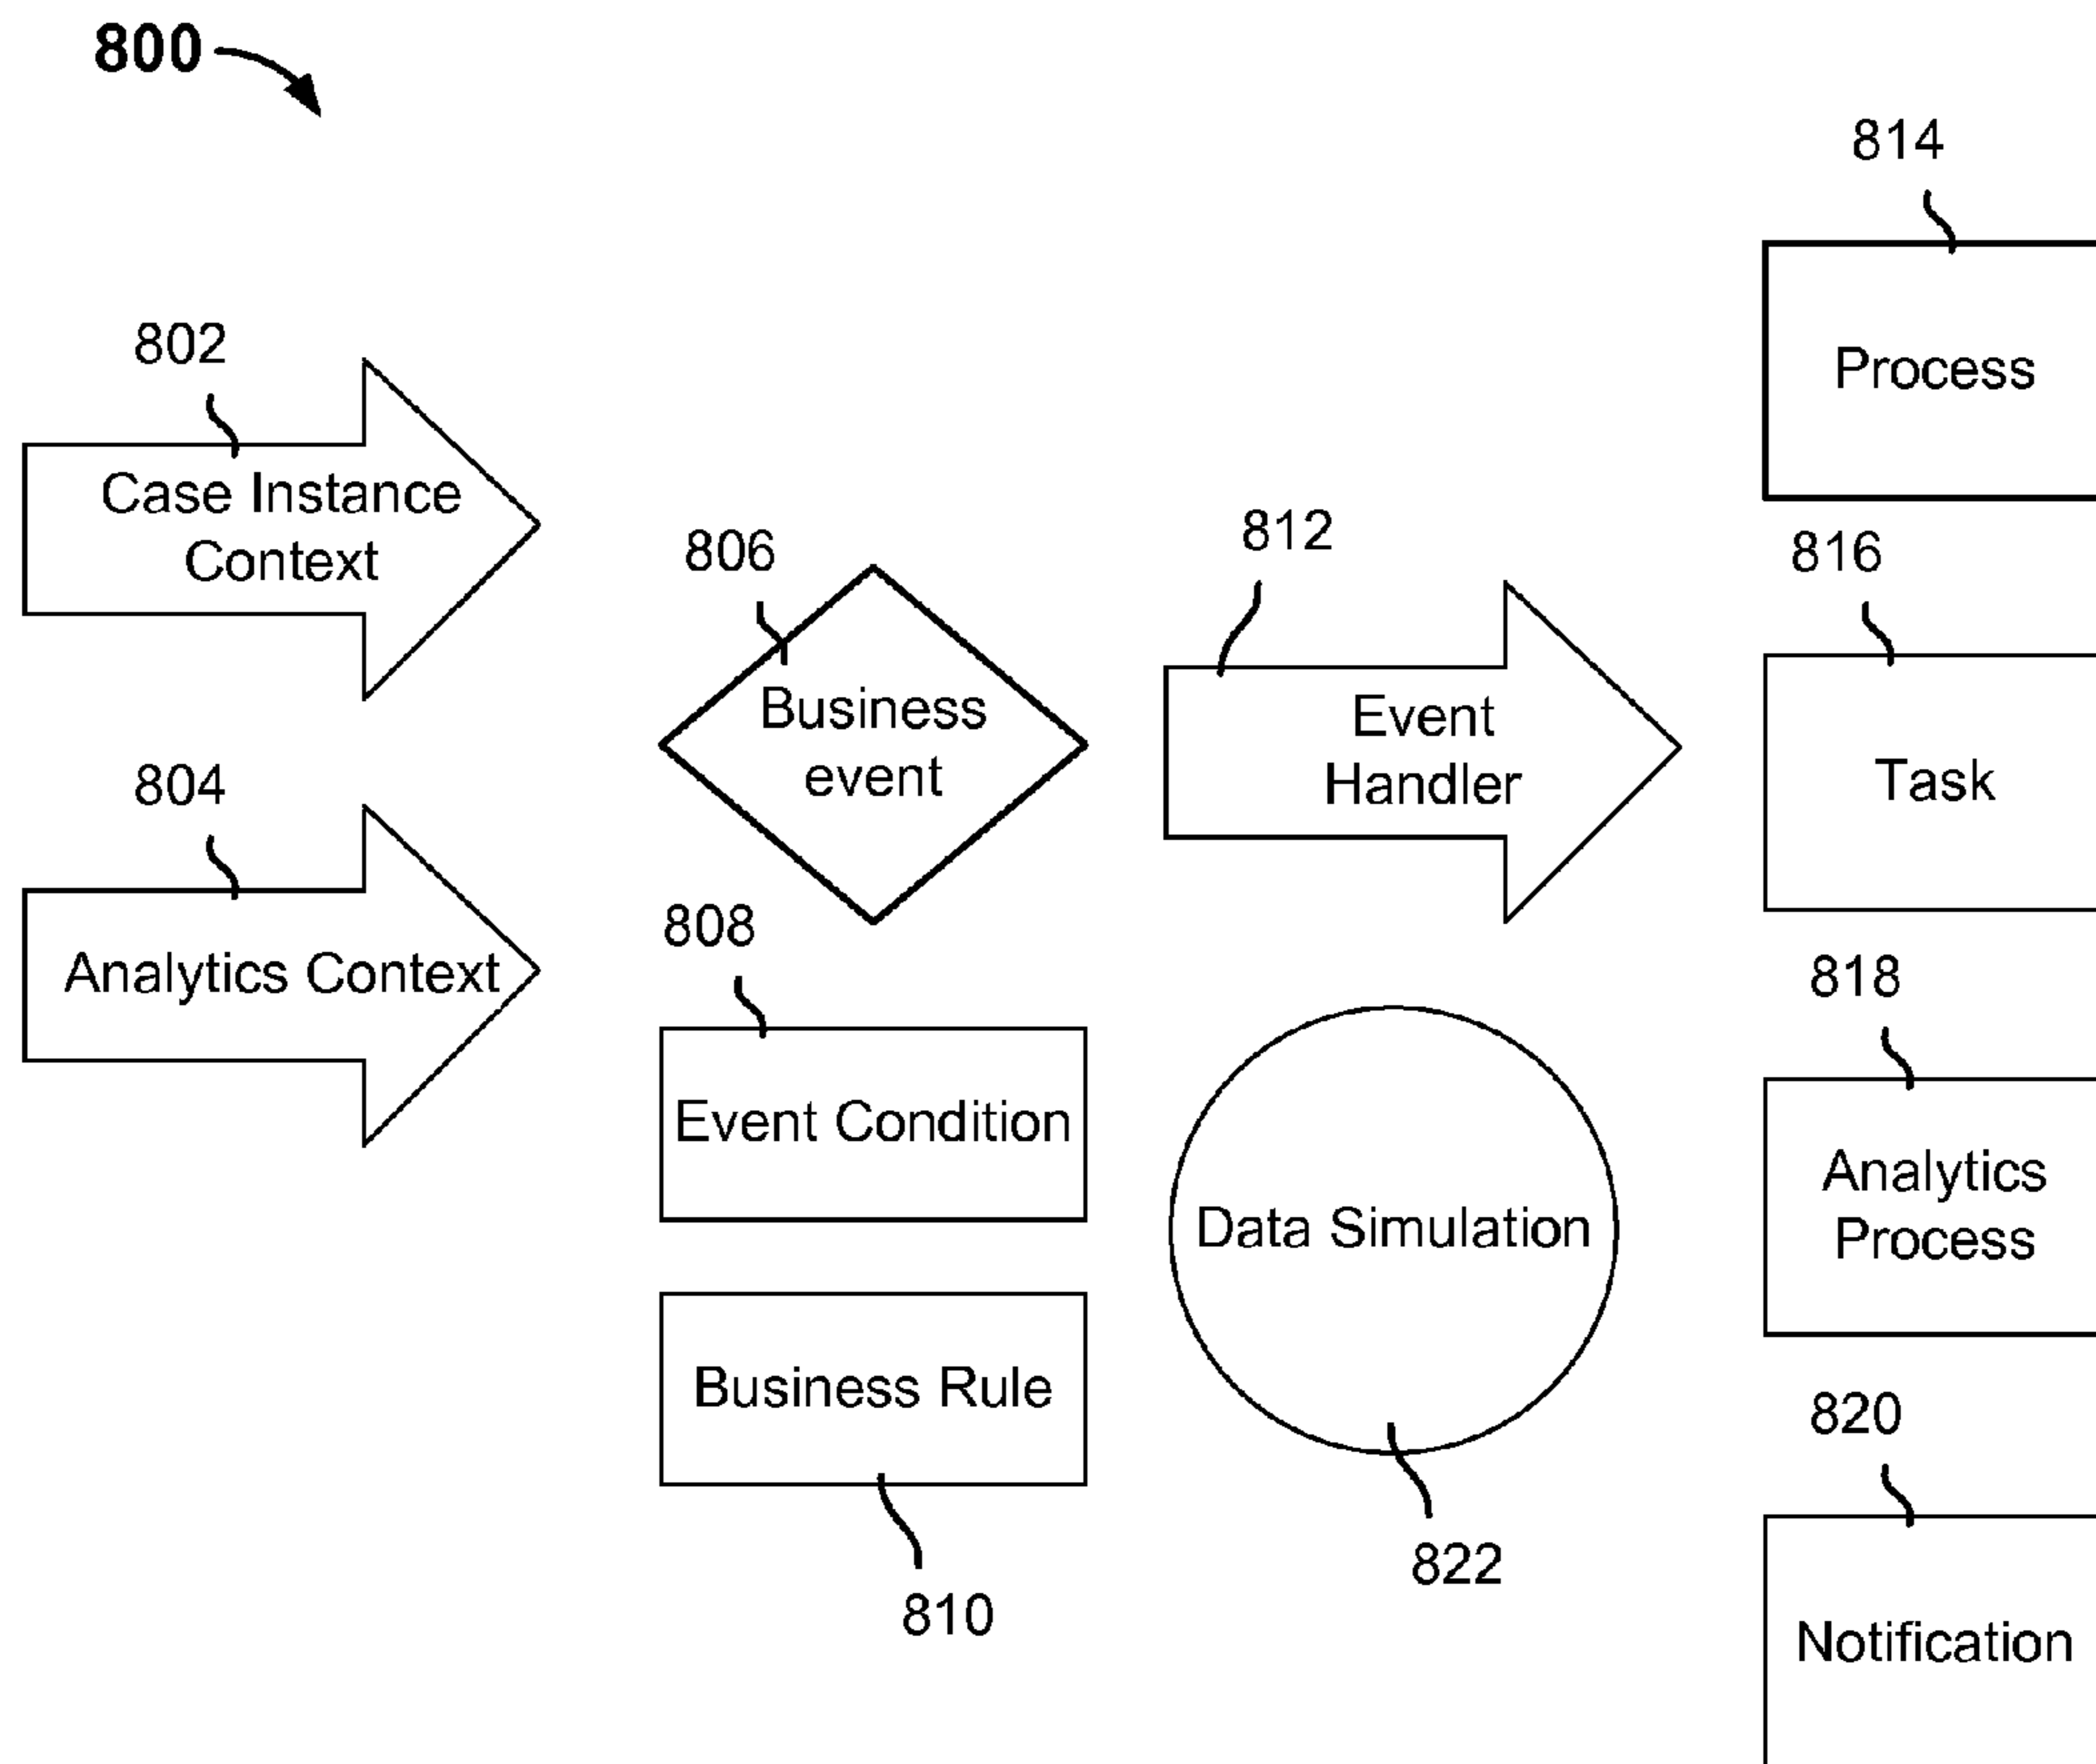 800
814
Process
802
Case Instance
Context
806
Business
event
812
Event
Handler
816
Task
804
Analytics Context
808
Event Condition
Data Simulation
818
Analytics
Process
Business Rule
810
822
820
Notification